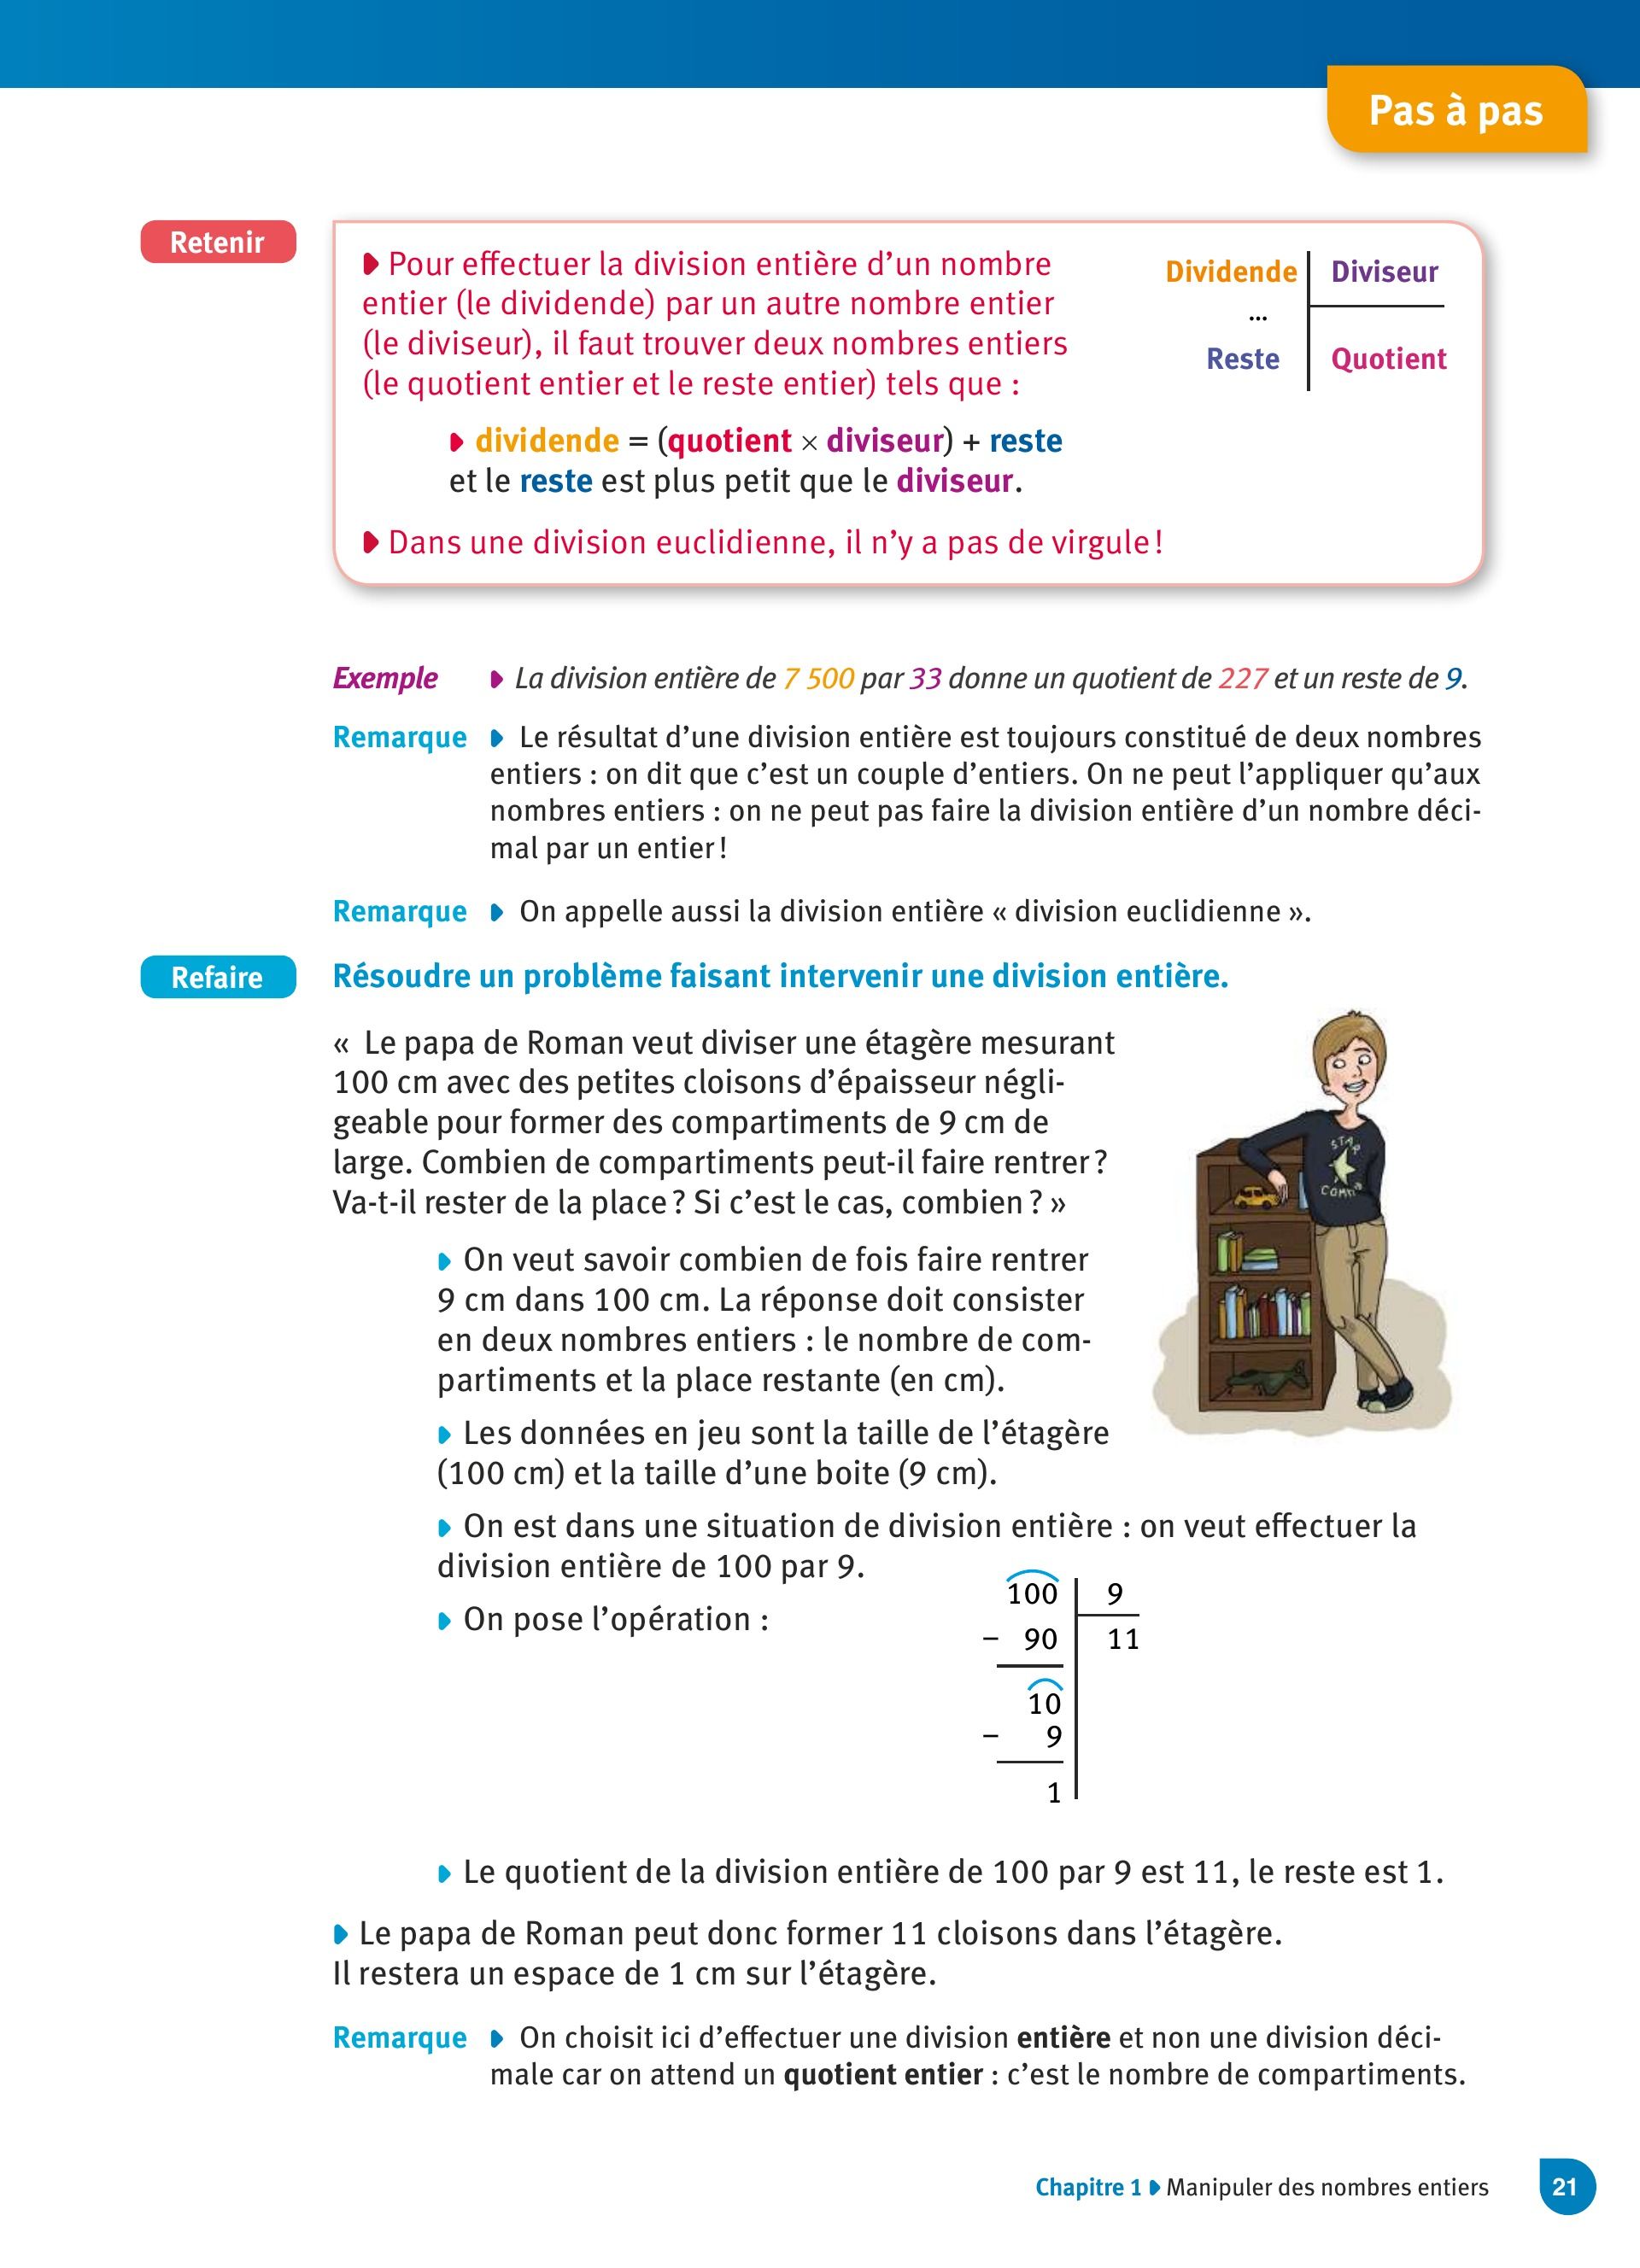 Pas à pas
Retenir
◗ Pour effectuer la division entière d’un nombre
entier (le dividende) par un autre nombre entier
(le diviseur), il faut trouver deux nombres entiers
(le quotient entier et le reste entier) tels que :
Dividende Diviseur
...
Reste Quotient
◗ dividende = (quotient × diviseur) + reste
et le reste est plus petit que le diviseur.
◗ Dans une division euclidienne, il n’y a pas de virgule !
Exemple ◗ La division entière de 7 500 par 33 donne un quotient de 227 et un reste de 9.
Remarque ◗ Le résultat d’une division entière est toujours constitué de deux nombres
entiers : on dit que c’est un couple d’entiers. On ne peut l’appliquer qu’aux
nombres entiers : on ne peut pas faire la division entière d’un nombre déci-
mal par un entier !
Remarque ◗ On appelle aussi la division entière « division euclidienne ».
Refaire
Résoudre un problème faisant intervenir une division entière.
« Le papa de Roman veut diviser une étagère mesurant
100 cm avec des petites cloisons d’épaisseur négli-
geable pour former des compartiments de 9 cm de
large. Combien de compartiments peut-il faire rentrer ?
Va-t-il rester de la place ? Si c’est le cas, combien ? »
STAR
◗ On veut savoir combien de fois faire rentrer
9 cm dans 100 cm. La réponse doit consister
en deux nombres entiers : le nombre de com-
partiments et la place restante (en cm).
◗ Les données en jeu sont la taille de l’étagère
(100 cm) et la taille d’une boite (9 cm).
◗ On est dans une situation de division entière : on veut effectuer la
division entière de 100 par 9.
◗ On pose l’opération :
100 9
– 90 11
10
– 9
1
◗ Le quotient de la division entière de 100 par 9 est 11, le reste est 1.
◗ Le papa de Roman peut donc former 11 cloisons dans l’étagère.
Il restera un espace de 1 cm sur l’étagère.
Remarque ◗ On choisit ici d’effectuer une division entière et non une division déci-
male car on attend un quotient entier : c’est le nombre de compartiments.
Chapitre 1 ◗ Manipuler des nombres entiers 21